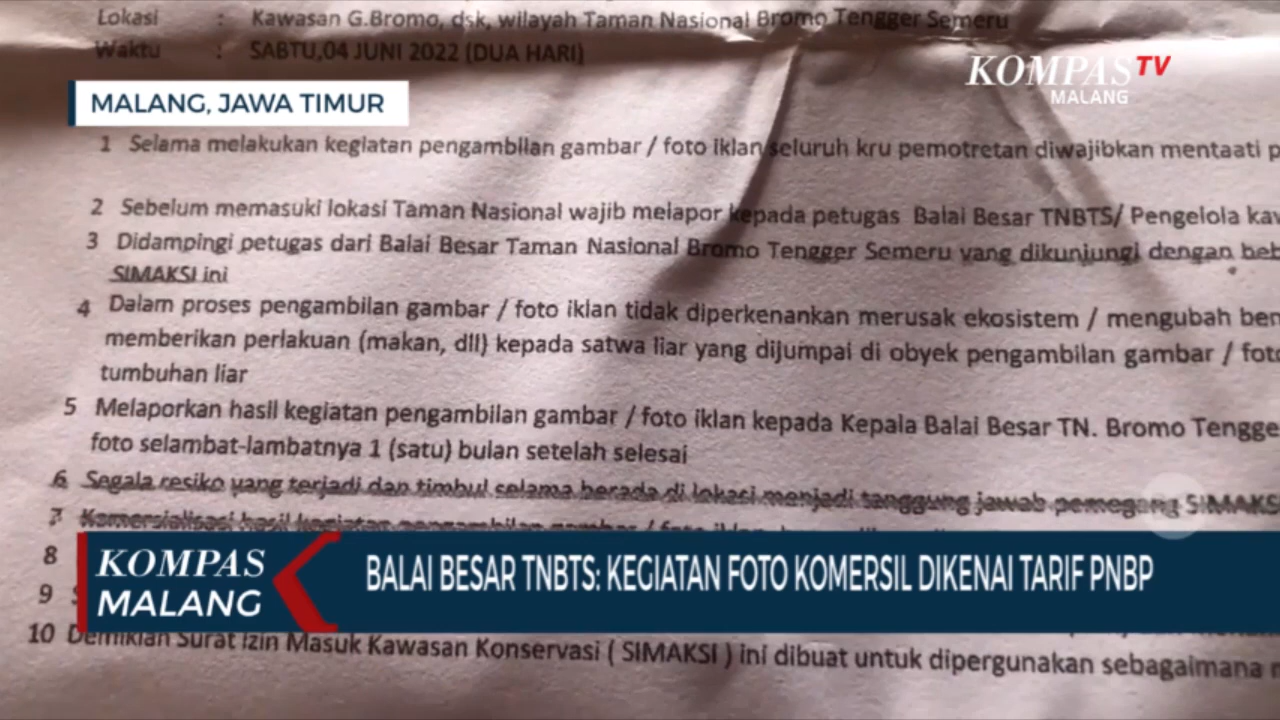 Lokasi : Kawasan G.Bromo, dsk, wilayah Taman Nasional Bromo Tengger Semeru
Waktu : SABTU,04 JUNI 2022 (DUA HARI)
KOMPAS TV
MALANG
MALANG, JAWA TIMUR
1 Selama melakukan kegiatan pengambilan gambar / foto iklan seluruh kru pemotretan diwajibkan mentaati
2 Sebelum memasuki lokasi Taman Nasional wajib melapor kepada petugas Balai Besar TNBTS/ Pengelola
3 Didampingi petugas dari Balai Besar Taman Nasional Bromo Tengger Semeru yang dikunjungi dengan
SIMAKSI ini
4 Dalam proses pengambilan gambar / foto iklan tidak diperkenankan merusak ekosistem / mengubah
memberikan perlakuan (makan, dll) kepada satwa liar yang dijumpai di obyek pengambilan gambar /
tumbuhan liar
5 Melaporkan hasil kegiatan pengambilan gambar / foto iklan kepada Kepala Balai Besar TN. Bromo
foto selambat-lambatnya 1 (satu) bulan setelah selesai
6 Segala resiko yang terjadi dan timbul selama berada di lokasi menjadi tanggung jawab pemegang SIMAKSI
7 Komersialisasi hasil kegiatan pengambilan gambar / foto iklan
8
9
KOMPAS
MALANG
BALAI BESAR TNBTS: KEGIATAN FOTO KOMERSIL DIKENAI TARIF PNBP
10 Demikian Surat Izin Masuk Kawasan Konservasi ( SIMAKSI ) ini dibuat untuk dipergunakan sebagaimana